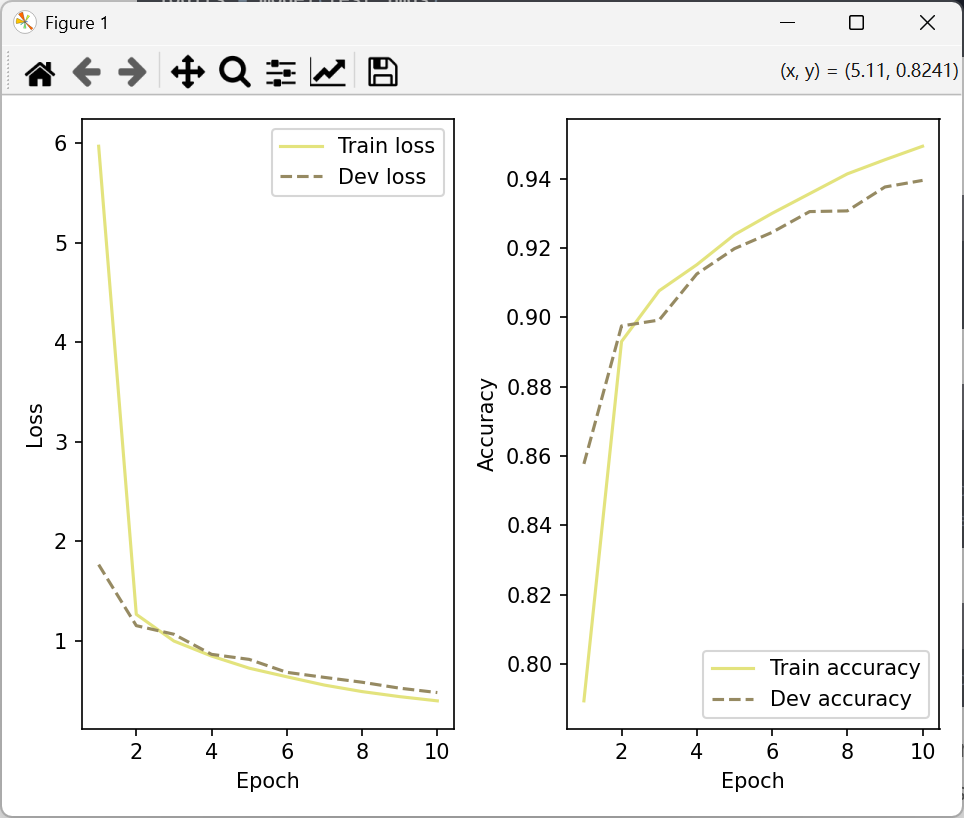 Figure 1
(x, y) = (5.11, 0.8241)
Train loss
Dev loss
6
5
4
3
2
1
Loss
2 4 6 8 10
Epoch
0.94
0.92
0.90
0.88
0.86
0.84
0.82
0.80
Accuracy
Train accuracy
Dev accuracy
2 4 6 8 10
Epoch